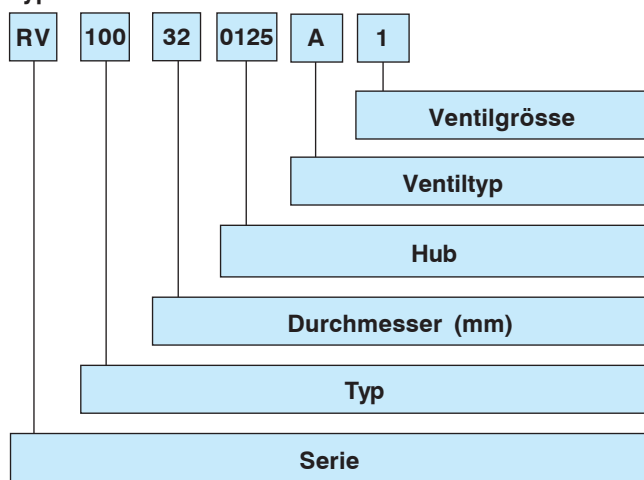 RV 100 32 0125 A 1
Ventilgrösse
Ventiltyp
Hub
Durchmesser (mm)
Typ
Serie